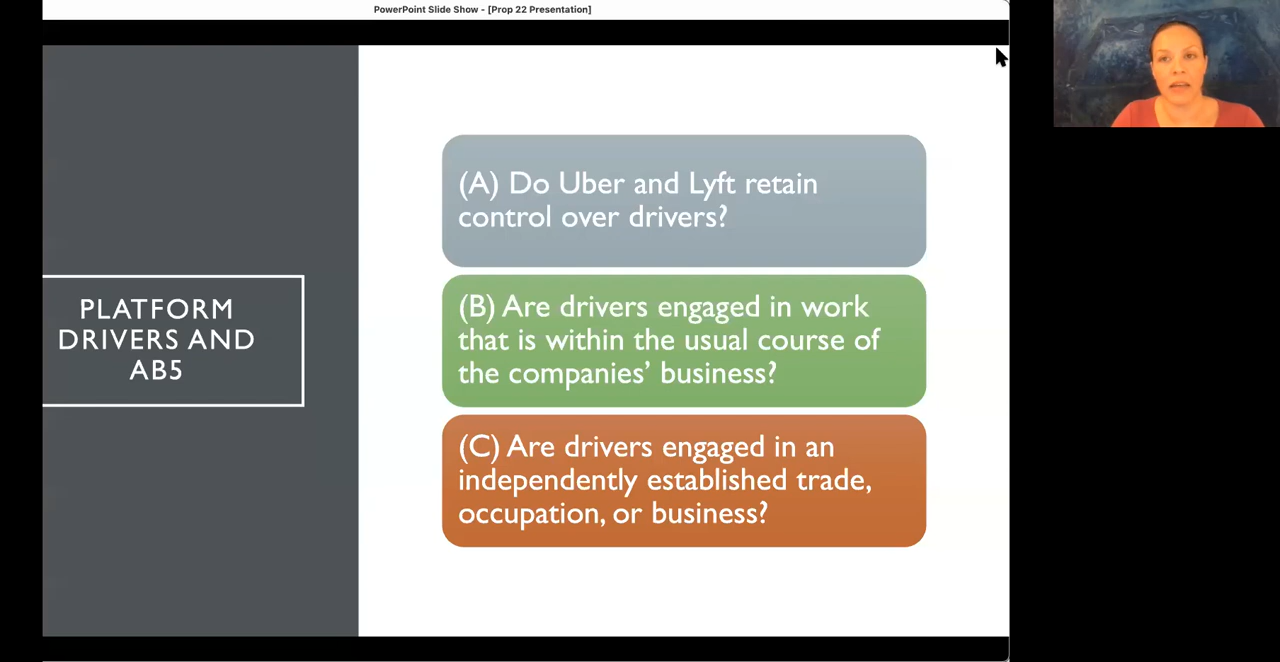 PowerPoint Slide Show - [Prop 22 Presentation]
PLATFORM
DRIVERS AND
AB5
(A) Do Uber and Lyft retain
control over drivers?
(B) Are drivers engaged in work
that is within the usual course of
the companies’ business?
(C) Are drivers engaged in an
independently established trade,
occupation, or business?